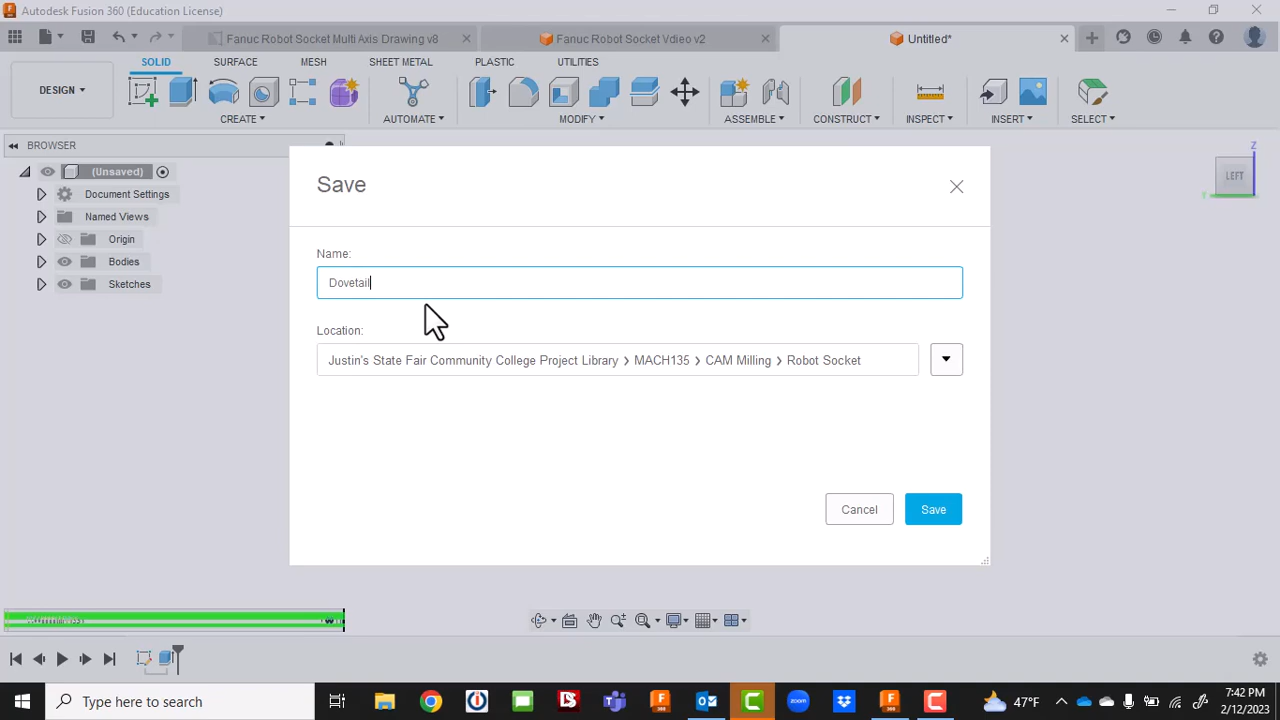 Autodesk Fusion 360 (Education License)
Fanuc Robot Socket Multi Axis Drawing v8
Fanuc Robot Socket Vdieo v2
Untitled*
SOLID
SURFACE
MESH
SHEET METAL
PLASTIC
UTILITIES
DESIGN
CREATE
AUTOMATE
MODIFY
ASSEMBLE
CONSTRUCT
INSPECT
INSERT
SELECT
BROWSER
(Unsaved)
Document Settings
Named Views
Origin
Bodies
Sketches
Z
LEFT
Y
Save
Name:
Dovetail
Location:
Justin's State Fair Community College Project Library > MACH135 > CAM Milling > Robot Socket
Cancel
Save
Type here to search
47°F
7:42 PM
2/12/2023